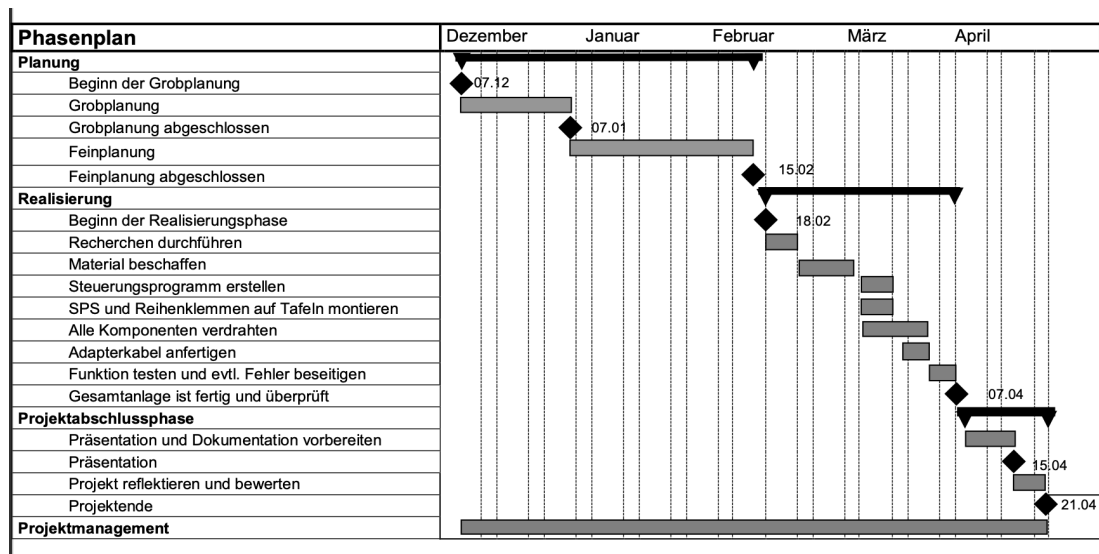 Phasenplan Dezember Januar Februar März April
Planung
Beginn der Grobplanung 07.12
Grobplanung
Grobplanung abgeschlossen 07.01
Feinplanung
Feinplanung abgeschlossen 15.02
Realisierung
Beginn der Realisierungsphase 18.02
Recherchen durchführen
Material beschaffen
Steuerungsprogramm erstellen
SPS und Reihenklemmen auf Tafeln montieren
Alle Komponenten verdrahten
Adapterkabel anfertigen
Funktion testen und evtl. Fehler beseitigen
Gesamtanlage ist fertig und überprüft 07.04
Projektabschlussphase
Präsentation und Dokumentation vorbereiten
Präsentation 15.04
Projekt reflektieren und bewerten
Projektende 21.04
Projektmanagement